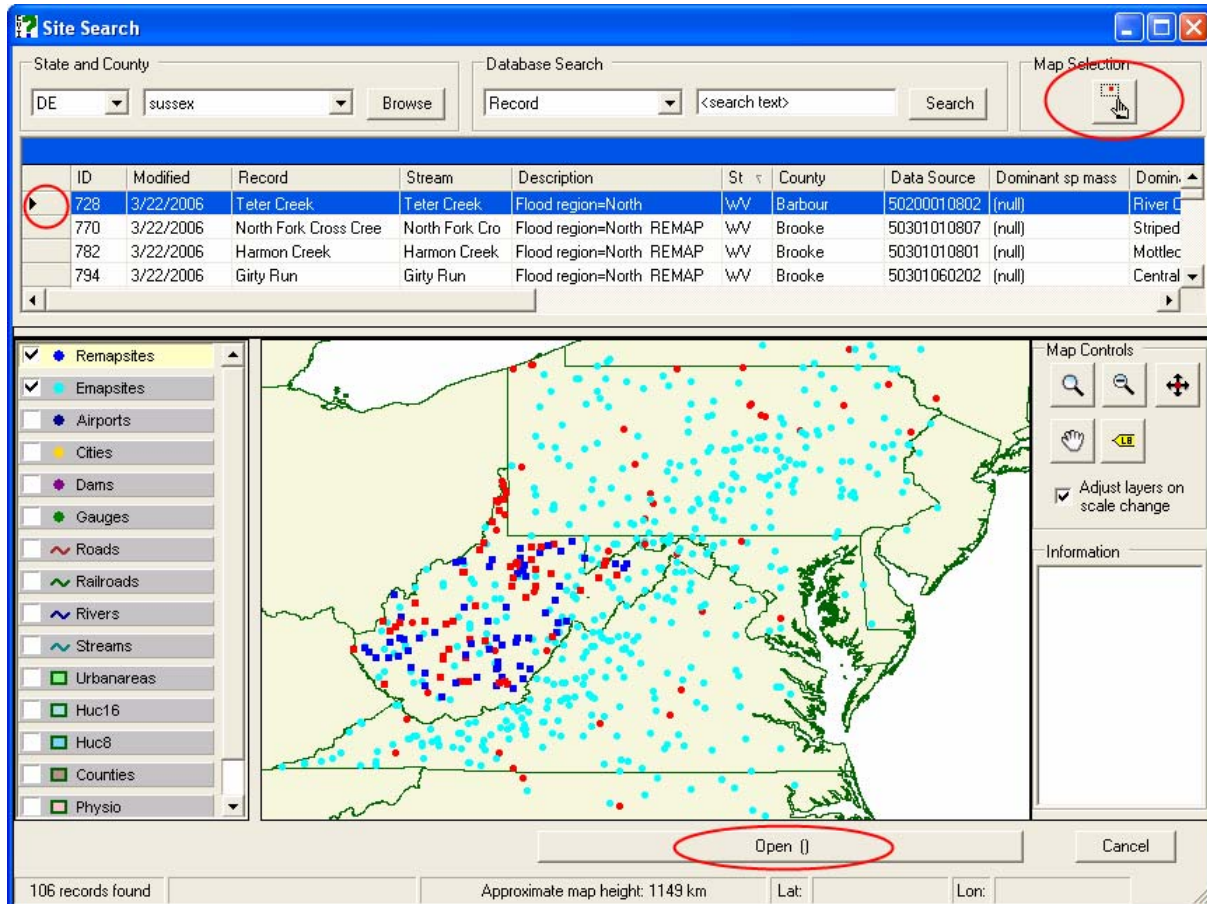 Site Search
State and County
DE
sussex
Browse
Database Search
Record
<search text>
Search
Map Selection
ID Modified Record Stream Description St County Data Source Dominant sp mass Domin
728 3/22/2006 Teter Creek Teter Creek Flood region=North WV Barbour 50200010802 (null) River C
770 3/22/2006 North Fork Cross Cree North Fork Cro Flood region=North REMAP WV Brooke 50301010807 (null) Striped
782 3/22/2006 Harmon Creek Harmon Creek Flood region=North REMAP WV Brooke 50301010801 (null) Mottlec
794 3/22/2006 Girty Run Girty Run Flood region=North REMAP WV Brooke 50301060202 (null) Central
Remapsites
Emapsites
Airports
Cities
Dams
Gauges
Roads
Railroads
Rivers
Streams
Urbanareas
Huc16
Huc8
Counties
Physio
Map Controls
LB
Adjust layers on
scale change
Information
Open ()
Cancel
106 records found
Approximate map height: 1149 km
Lat:
Lon: